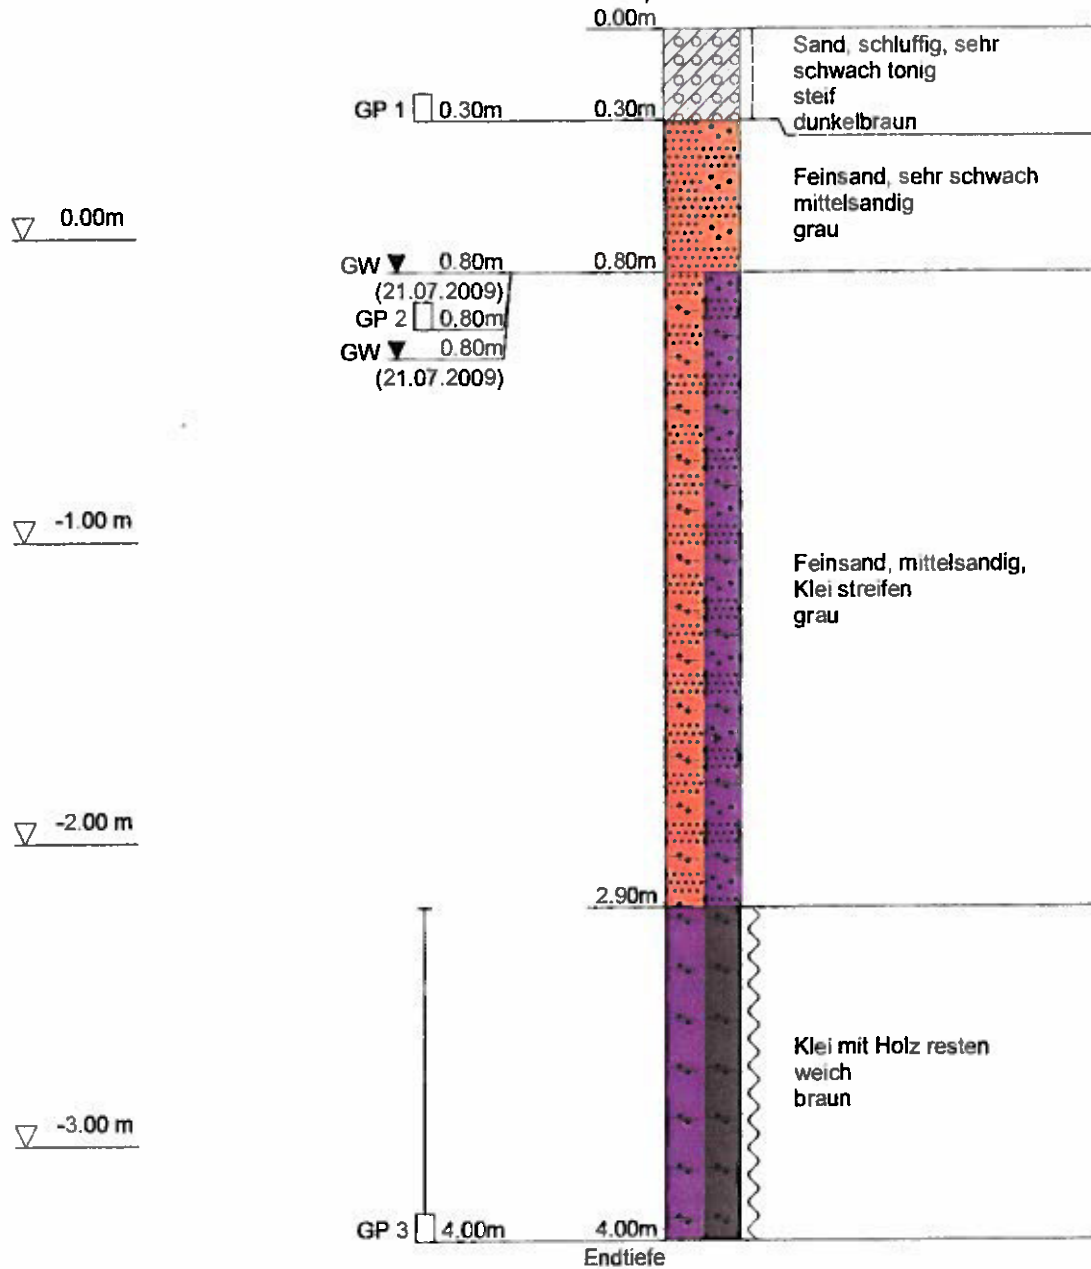 0.00m
Sand, schluffig, sehr
schwach tonig
steif
dunkelbraun
GP 1 0.30m 0.30m
Feinsand, sehr schwach
mittelsandig
grau
0.00m
GW 0.80m 0.80m
(21.07.2009)
GP 2 0.80m
GW 0.80m
(21.07.2009)
-1.00 m
Feinsand, mittelsandig,
Klei streifen
grau
-2.00 m
2.90m
Klei mit Holz resten
weich
braun
-3.00 m
GP 3 4.00m 4.00m
Endtiefe